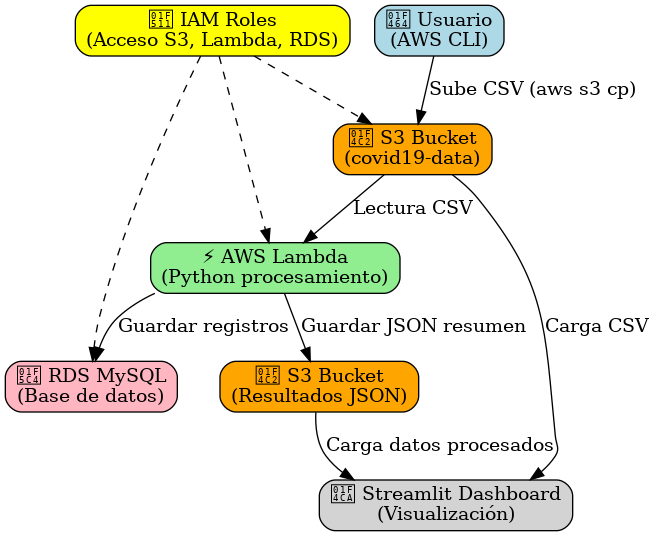 IAM Roles
(Acceso S3, Lambda, RDS)
Usuario
(AWS CLI)
Sube CSV (aws s3 cp)
S3 Bucket
(covid19-data)
Lectura CSV
⚡ AWS Lambda
(Python procesamiento)
Guardar registros
Guardar JSON resumen
Carga CSV
RDS MySQL
(Base de datos)
S3 Bucket
(Resultados JSON)
Carga datos procesados
Streamlit Dashboard
(Visualización)